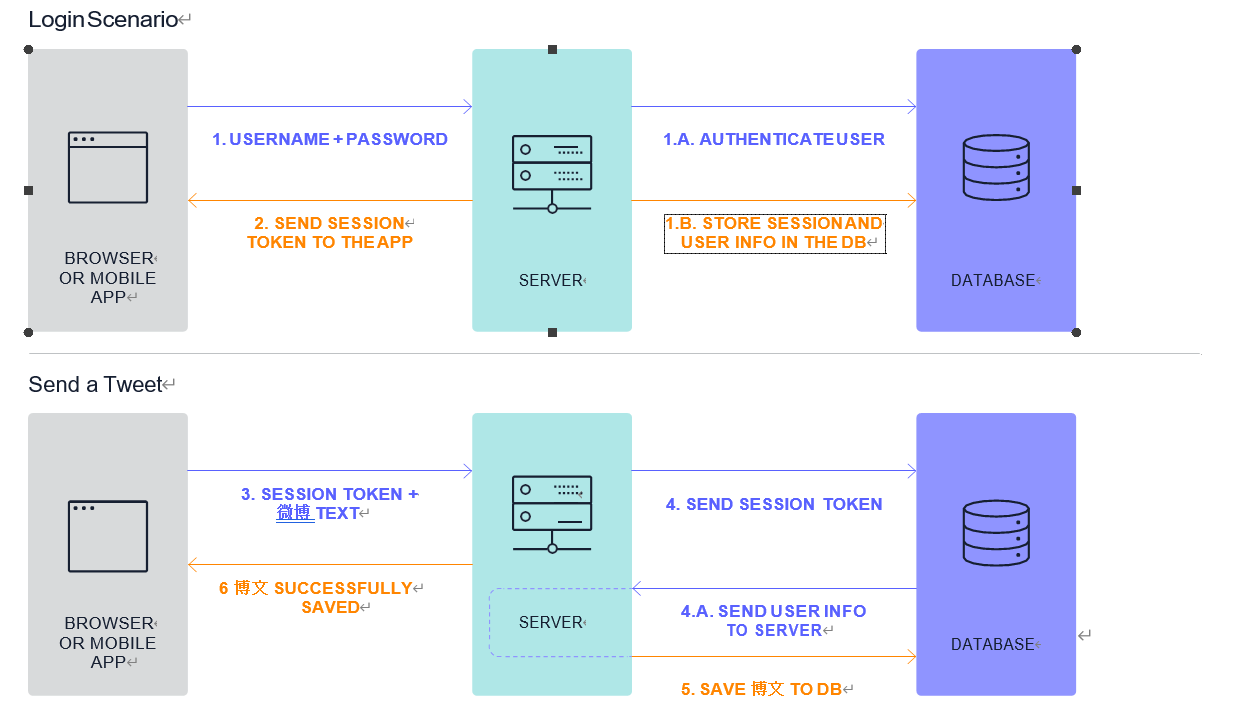 Login Scenario
1. USERNAME + PASSWORD
1.A. AUTHENTICATE USER
2. SEND SESSION
TOKEN TO THE APP
1.B. STORE SESSION AND
USER INFO IN THE DB
BROWSER
OR MOBILE
APP
SERVER
DATABASE
Send a Tweet
3. SESSION TOKEN +
微博 TEXT
4. SEND SESSION TOKEN
6 博文 SUCCESSFULLY
SAVED
4.A. SEND USER INFO
TO SERVER
BROWSER
OR MOBILE
APP
SERVER
DATABASE
5. SAVE 博文 TO DB